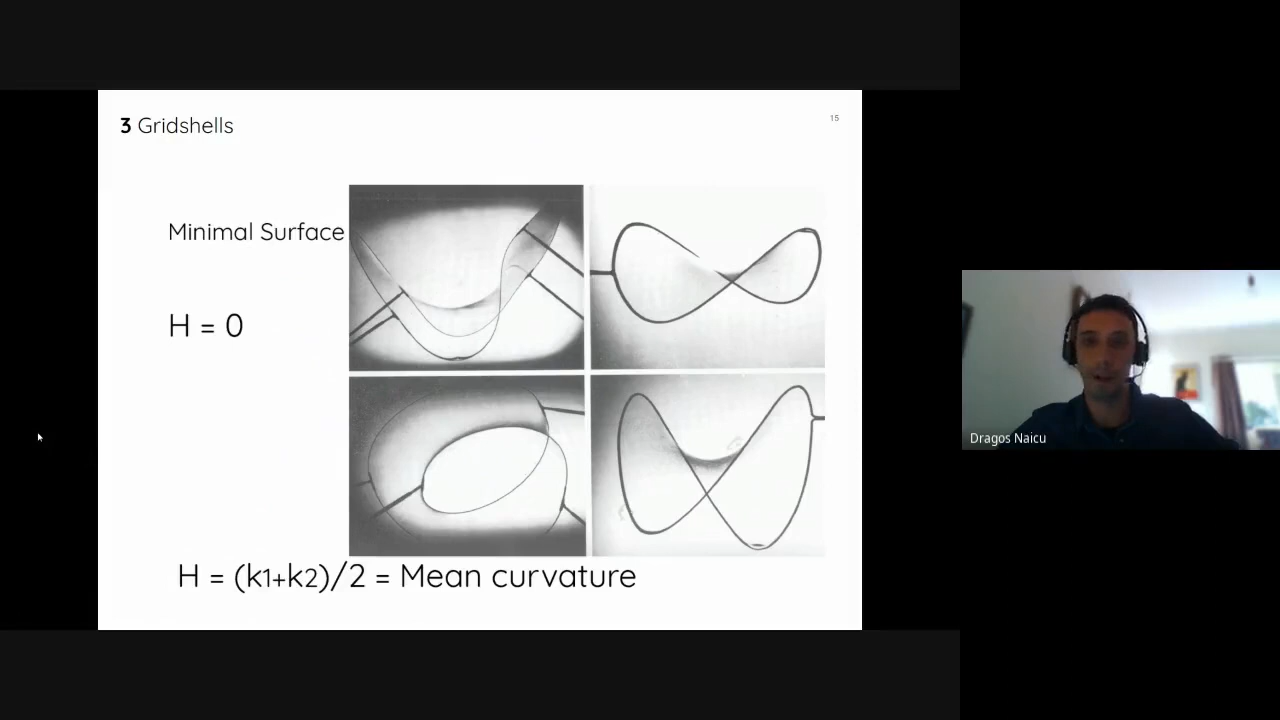 3 Gridshells
15
Minimal Surface
H = 0
H = (k1+k2)/2 = Mean curvature
Dragos Naicu